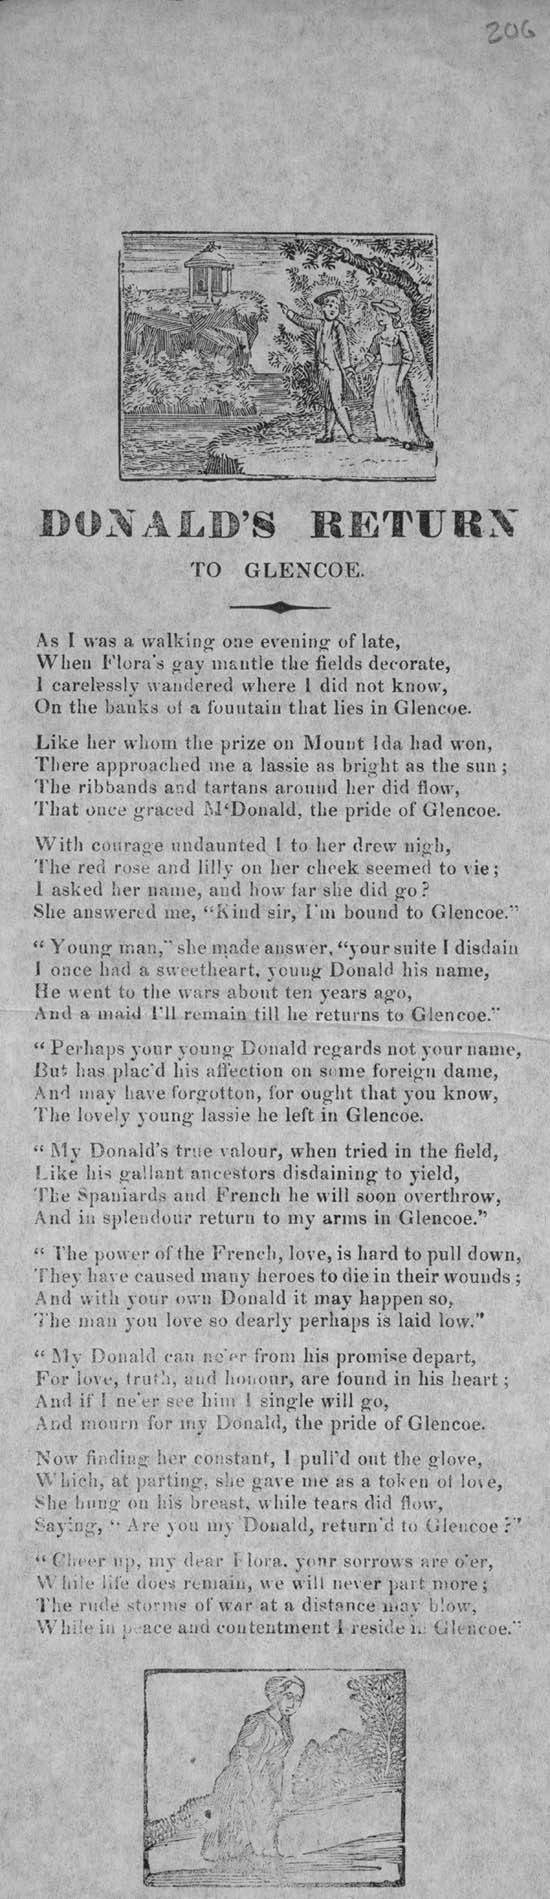 206
DONALD'S RETURN
TO GLENCOE.
As I was a walking one evening of late,
When Flora's gay mantle the fields decorate,
I carelessly wandered where I did not know,
On the banks of a fountain that lies in Glencoe.
Like her whom the prize on Mount Ida had won,
There approached me a lassie as bright as the sun;
The ribbands and tartans around her did flow,
That once graced M'Donald, the pride of Glencoe.
With courage undaunted I to her drew nigh,
The red rose and lilly on her cheek seemed to vie;
I asked her name, and how far she did go?
She answered me, "Kind sir, I'm bound to Glencoe."
"Young man," she made answer, "your suite I disdain
I once had a sweetheart, young Donald his name,
He went to the wars about ten years ago,
And a maid I'll remain till he returns to Glencoe."
"Perhaps your young Donald regards not your name,
But has plac'd his affection on some foreign dame,
And may have forgotton, for ought that you know,
The lovely young lassie he left in Glencoe.
"My Donald's true valour, when tried in the field,
Like his gallant ancestors disdaining to yield,
The Spaniards and French he will soon overthrow,
And in splendour return to my arms in Glencoe."
"The power of the French, love, is hard to pull down,
They have caused many heroes to die in their wounds;
And with your own Donald it may happen so,
The man you love so dearly perhaps is laid low."
"My Donald can ne'er from his promise depart,
For love, truth, and honour, are found in his heart;
And if I ne'er see him I single will go,
And mourn for my Donald, the pride of Glencoe.
Now finding her constant, I pull'd out the glove,
Which, at parting, she gave me as a token of love,
She hung on his breast, while tears did flow,
Saying, "Are you my Donald, return'd to Glencoe?"
"Cheer up, my dear Flora. your sorrows are o'er,
While life does remain, we will never part more;
The rude storms of war at a distance may blow,
While in peace and contentment I reside in Glencoe."